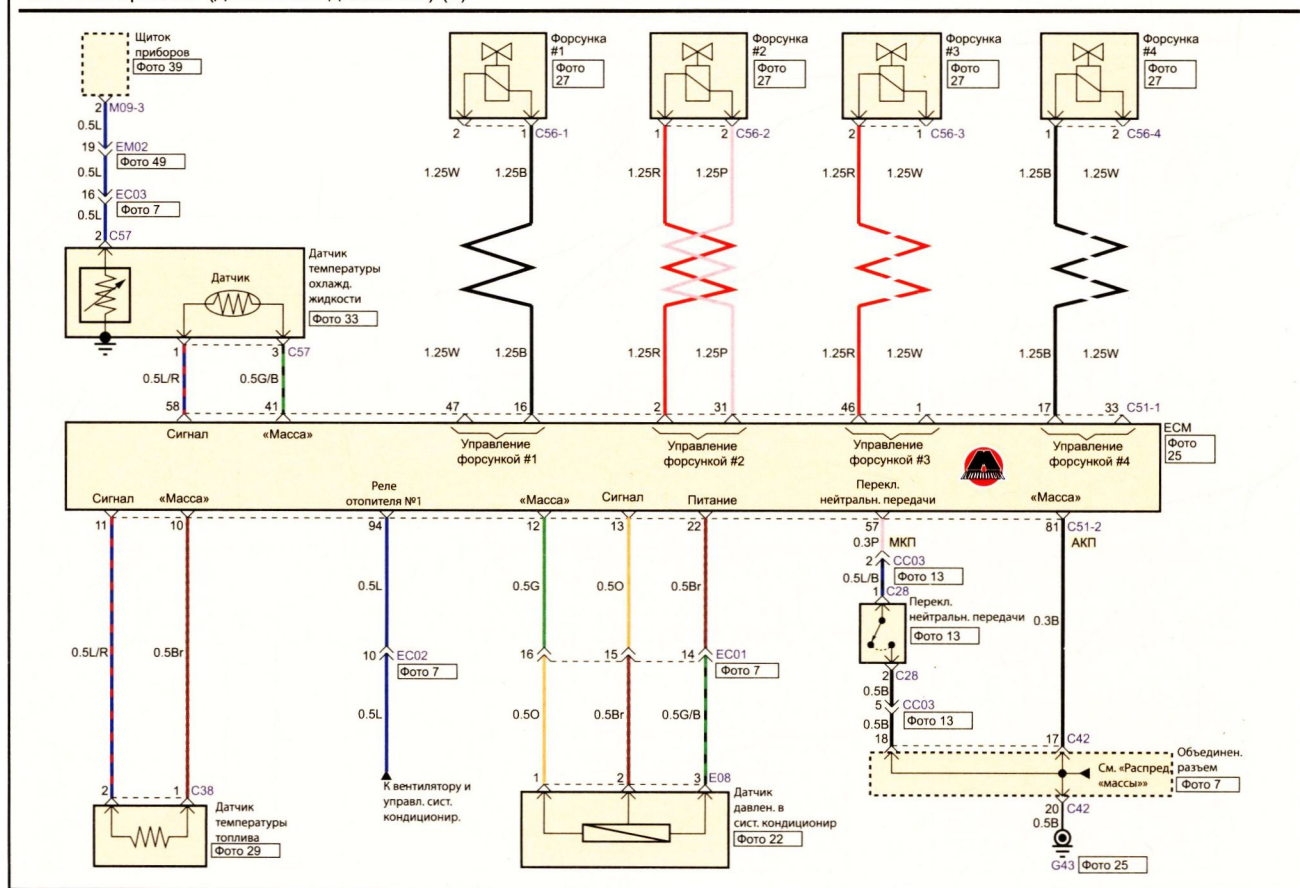 Щиток
приборов
Фото 39
2 M09-3
0.5L
19 EM02
Фото 49
0.5L
16 EC03
Фото 7
0.5L
2 C57
Датчик
Датчик
температуры
охлажд.
жидкости
Фото 33
1 3 C57
0.5L/R 0.5G/B
58 41
Форсунка
#1
Фото
27
2 1 C56-1
1.25W 1.25B
1.25W 1.25B
47 16
Форсунка
#2
Фото
27
1 2 C56-2
1.25R 1.25P
1.25R 1.25P
2 31
Форсунка
#3
Фото
27
2 1 C56-3
1.25R 1.25W
1.25R 1.25W
46 1
Форсунка
#4
Фото
27
1 2 C56-4
1.25B 1.25W
1.25B 1.25W
17 33 C51-1
ECM
Фото
25
Сигнал «Масса»
Управление
форсункой #1
Управление
форсункой #2
Управление
форсункой #3
Управление
форсункой #4
Сигнал «Масса»
Реле
отопителя №1
«Масса» Сигнал Питание
Перекл.
нейтральн. передачи
«Масса»
11 10 94 12 13 22 57 81 C51-2
0.3P МКП
АКП
2 CC03
Фото 13
0.5L/B
1 C28
Перекл.
нейтральн. передачи
Фото 13
2 C28
0.5B
5 CC03
Фото 13
0.5B
18
0.3B
17 C42
Объединен.
разъем
Фото 7
См. «Распред.
«массы»»
20 C42
0.5B
G43 Фото 25
0.5L/R 0.5Br
2 1 C38
Датчик
температуры
топлива
Фото 29
0.5L
10 EC02
Фото 7
0.5L
К вентилятору и
управл. сист.
кондиционир.
0.5G 0.5O 0.5Br
16 15 14 EC01
Фото 7
0.5O 0.5Br 0.5G/B
1 2 3 E08
Датчик
давлен. в
сист. кондиционир
Фото 22